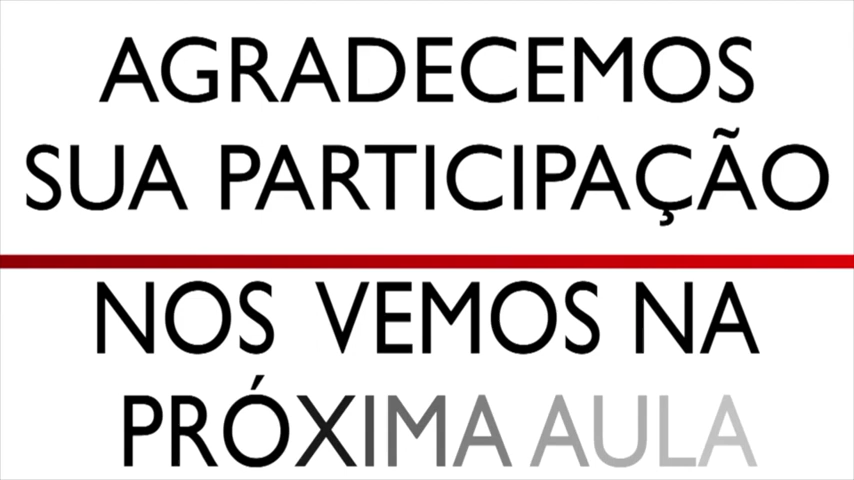 AGRADECEMOS
SUA PARTICIPAÇÃO
NOS VEMOS NA
PRÓXIMA AULA